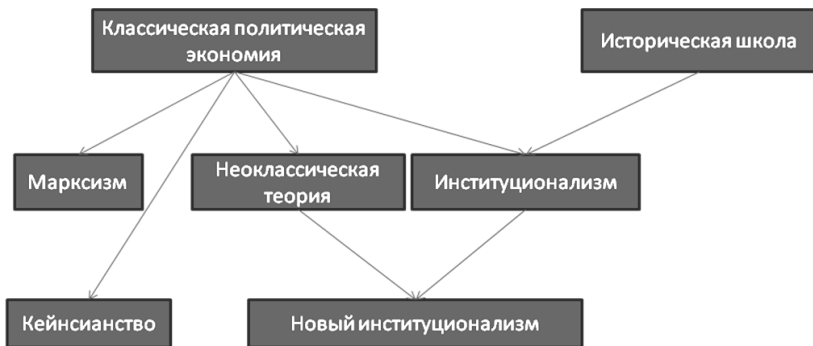 Классическая политическая
экономия
Историческая школа
Марксизм
Неоклассическая
теория
Институционализм
Кейнсианство
Новый институционализм